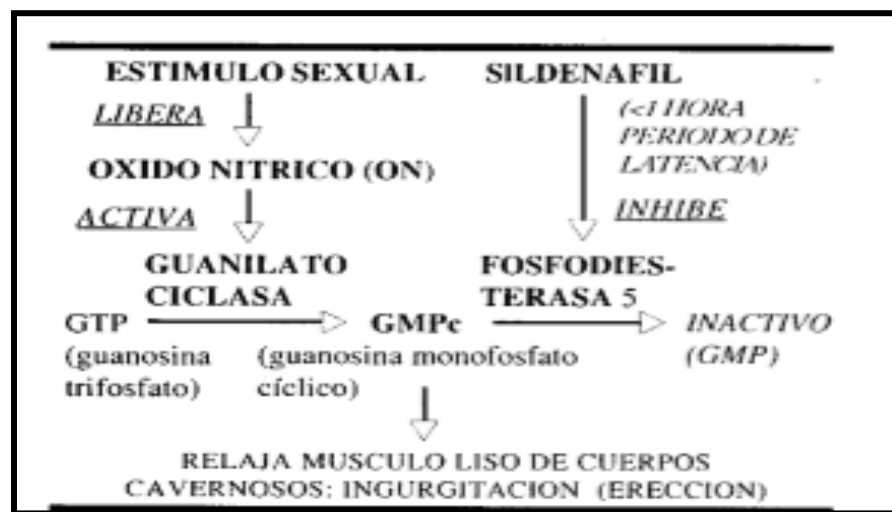 ESTIMULO SEXUAL SILDENAFIL
LIBERA
(<1 HORA
PERIODO DE
LATENCIA)
OXIDO NITRICO (ON)
ACTIVA
INHIBE
GUANILATO
CICLASA
FOSFODIES-
TERASA 5
GTP
(guanosina
trifosfato)
GMPc
(guanosina monofosfato
cíclico)
INACTIVO
(GMP)
RELAJA MUSCULO LISO DE CUERPOS
CAVERNOSOS: INGURGITACION (ERECCION)